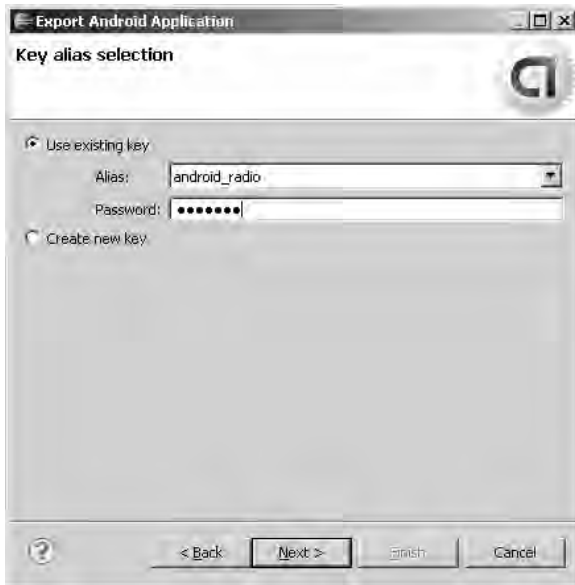 Export Android Application
Key alias selection
Use existing key
Alias: android_radio
Password: •••••••
Create new key
< Back Next > Finish Cancel